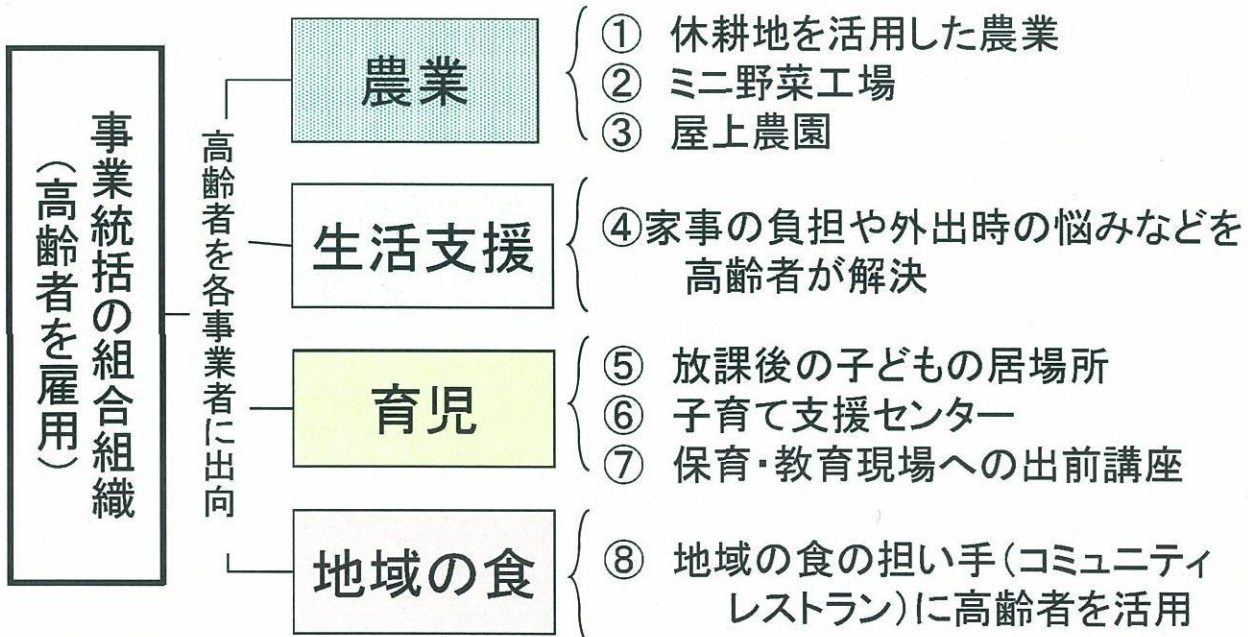 事業統括の組合組織
（高齢者を雇用）
高齢者を各事業者に出向
農業
① 休耕地を活用した農業
② ミニ野菜工場
③ 屋上農園
生活支援
④家事の負担や外出時の悩みなどを
高齢者が解決
育児
⑤ 放課後の子どもの居場所
⑥ 子育て支援センター
⑦ 保育・教育現場への出前講座
地域の食
⑧ 地域の食の担い手（コミュニティ
レストラン）に高齢者を活用